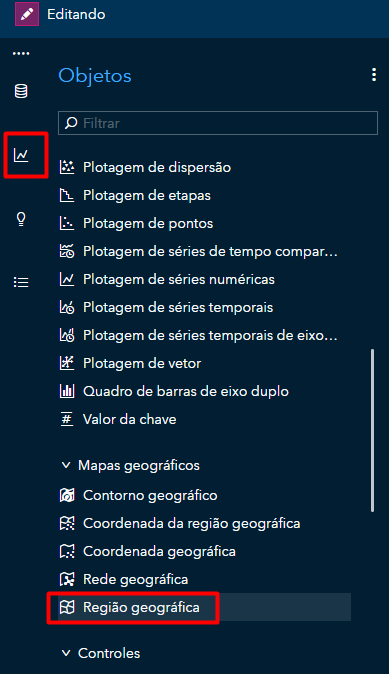 Editando
Objetos
Filtrar
Plotagem de dispersão
Plotagem de etapas
Plotagem de pontos
Plotagem de séries de tempo compar...
Plotagem de séries numéricas
Plotagem de séries temporais
Plotagem de séries temporais de eixo...
Plotagem de vetor
Quadro de barras de eixo duplo
Valor da chave
Mapas geográficos
Contorno geográfico
Coordenada da região geográfica
Coordenada geográfica
Rede geográfica
Região geográfica
Controles